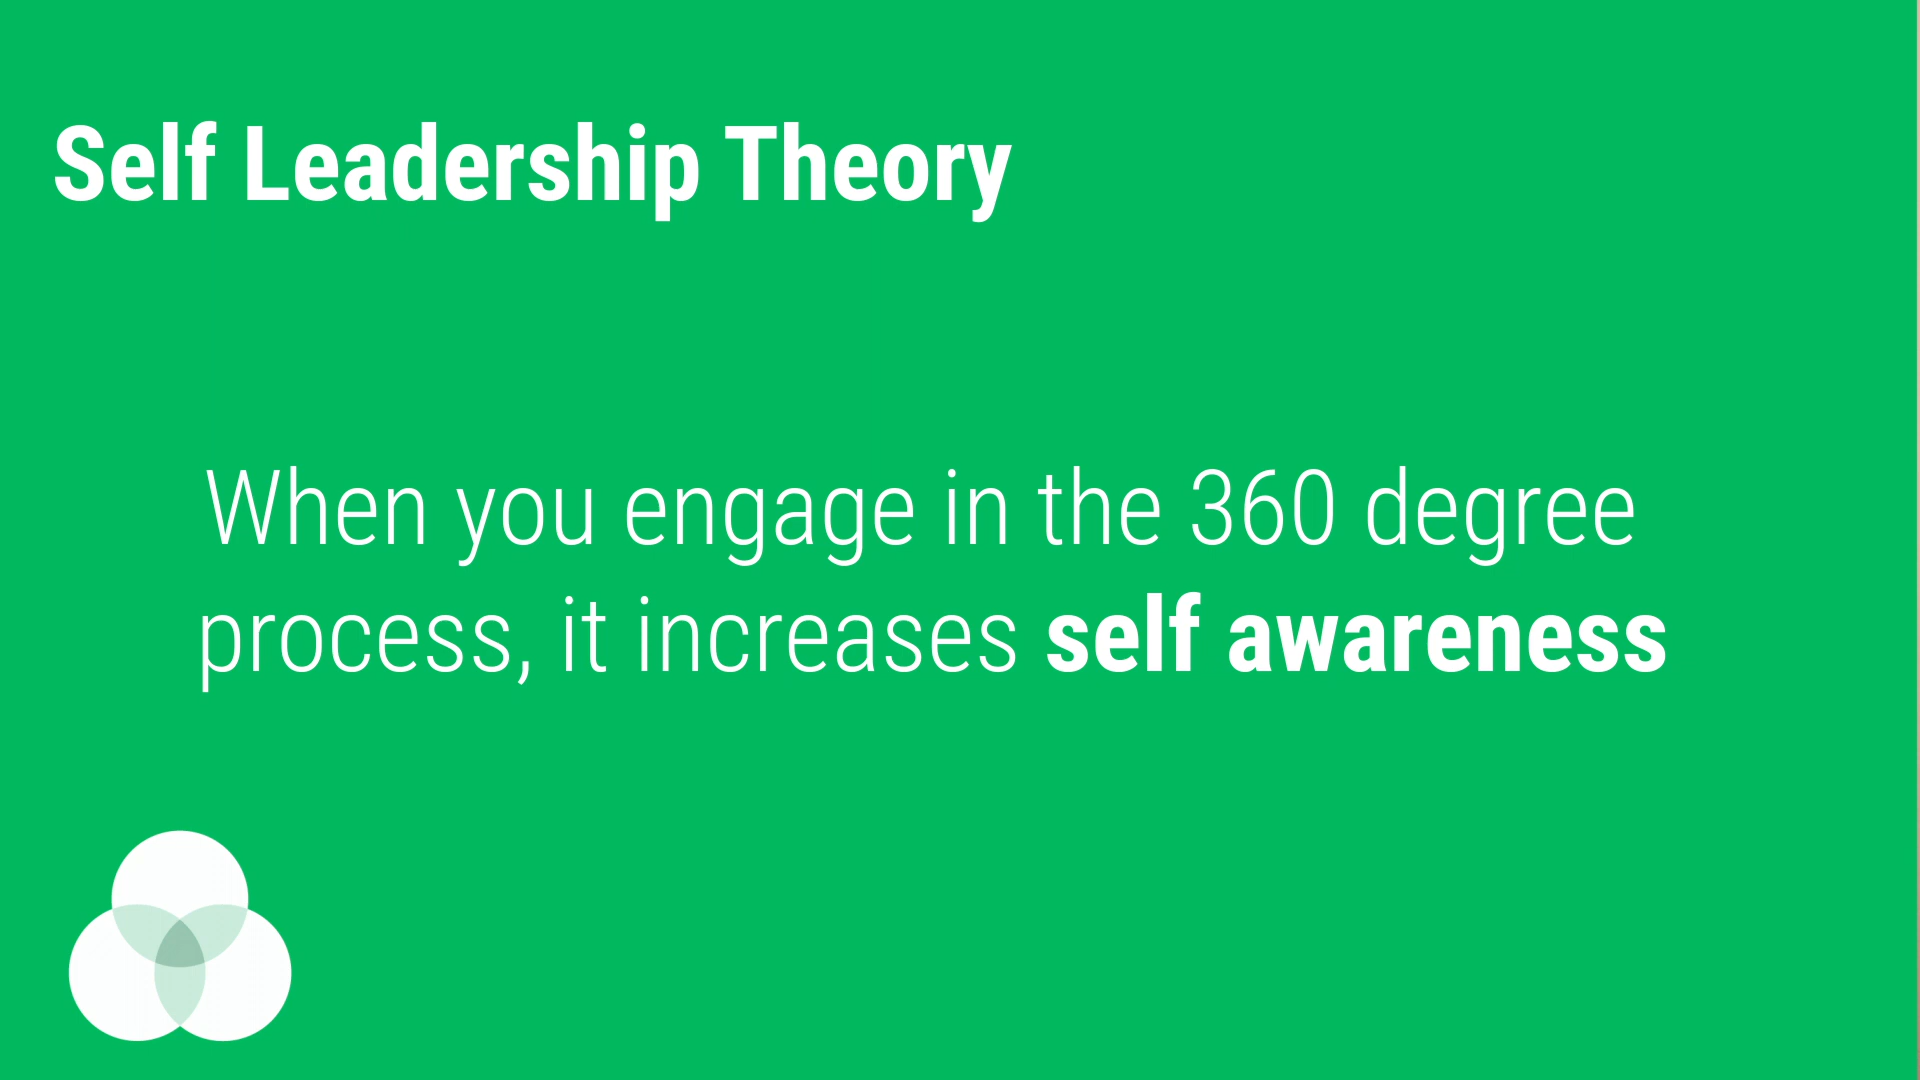 Self Leadership Theory
When you engage in the 360 degree
process, it increases self awareness